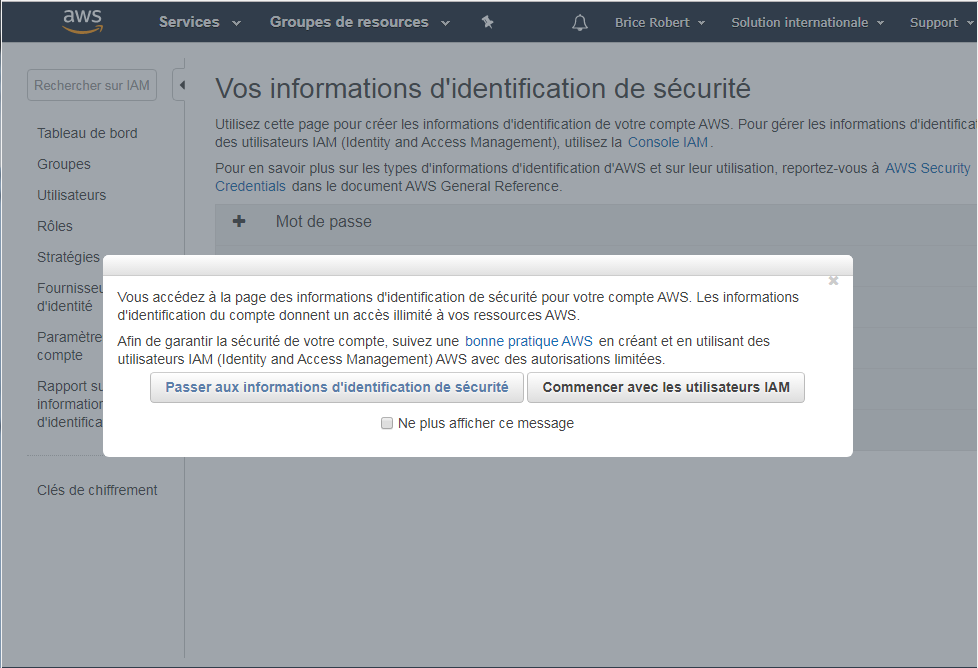 aws Services Groupes de resources Brice Robert Solution internationale Support
Rechercher sur IAM
Tableau de bord
Groupes
Utilisateurs
Rôles
Stratégies
Fournisseu
d'identité
Paramètre
compte
Rapport su
information
d'identifica
Clés de chiffrement
Vos informations d'identification de sécurité
Utilisez cette page pour créer les informations d'identification de votre compte AWS. Pour gérer les informations d'identifica
des utilisateurs IAM (Identity and Access Management), utilisez la Console IAM.
Pour en savoir plus sur les types d'informations d'identification d'AWS et sur leur utilisation, reportez-vous à AWS Security
Credentials dans le document AWS General Reference.
Mot de passe
Vous accédez à la page des informations d'identification de sécurité pour votre compte AWS. Les informations
d'identification du compte donnent un accès illimité à vos ressources AWS.
Afin de garantir la sécurité de votre compte, suivez une bonne pratique AWS en créant et en utilisant des
utilisateurs IAM (Identity and Access Management) AWS avec des autorisations limitées.
Passer aux informations d'identification de sécurité Commencer avec les utilisateurs IAM
Ne plus afficher ce message